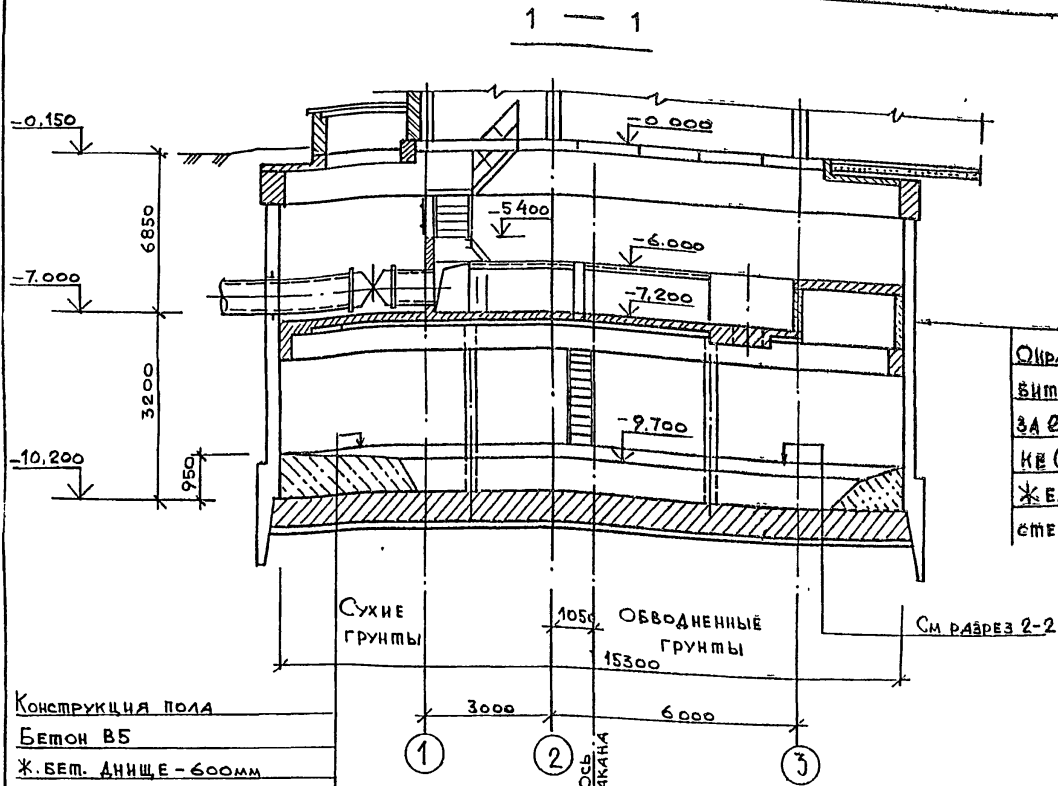 1 — 1
-0,150
-0.000
6850
-5400
-6.000
-7.000
-7,200
3200
-9.700
-10,200
950
Сухие
грунты
1050
Обводненные
грунты
См разрез 2-2
15300
Конструкция пола
Бетон В5
Ж.бет. днище - 600мм
3000
6000
1
2
Ось
3